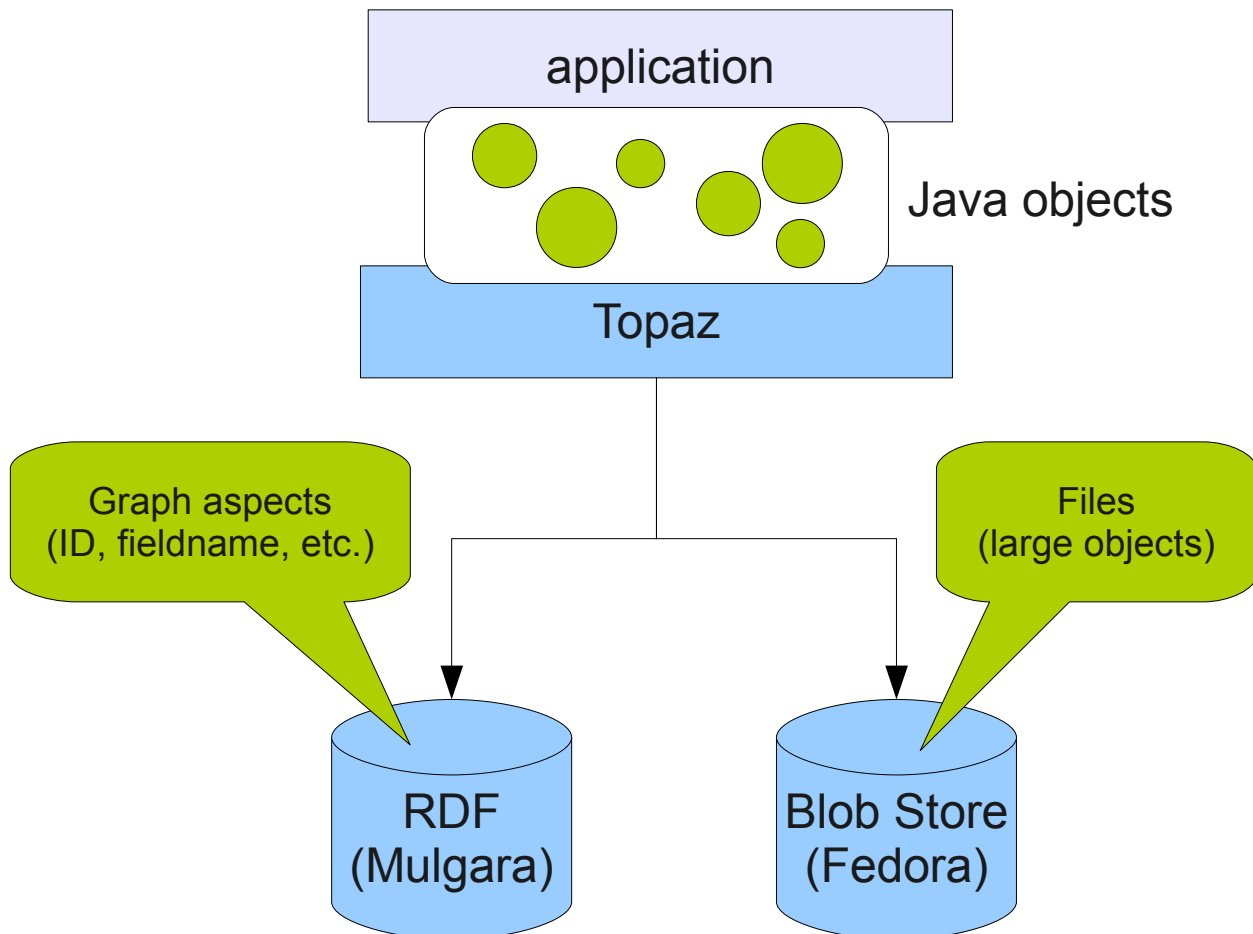 application
Java objects
Topaz
Graph aspects
(ID, fieldname, etc.)
Files
(large objects)
RDF
(Mulgara)
Blob Store
(Fedora)